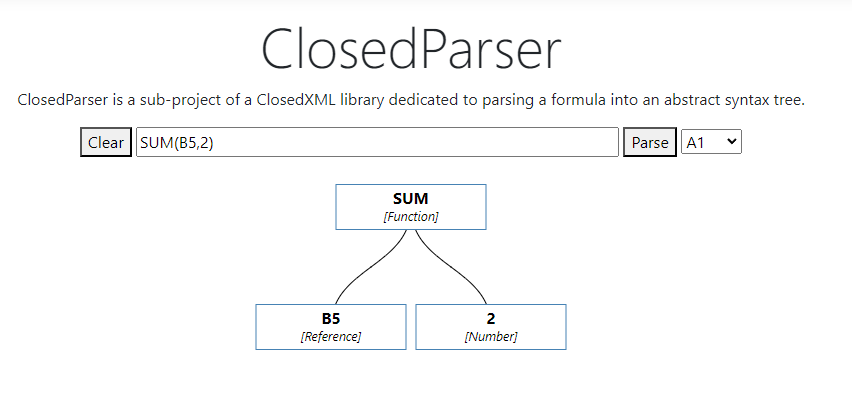 ClosedParser
ClosedParser is a sub-project of a ClosedXML library dedicated to parsing a formula into an abstract syntax tree.
Clear SUM(B5,2) Parse A1
SUM
[Function]
B5 2
[Reference] [Number]